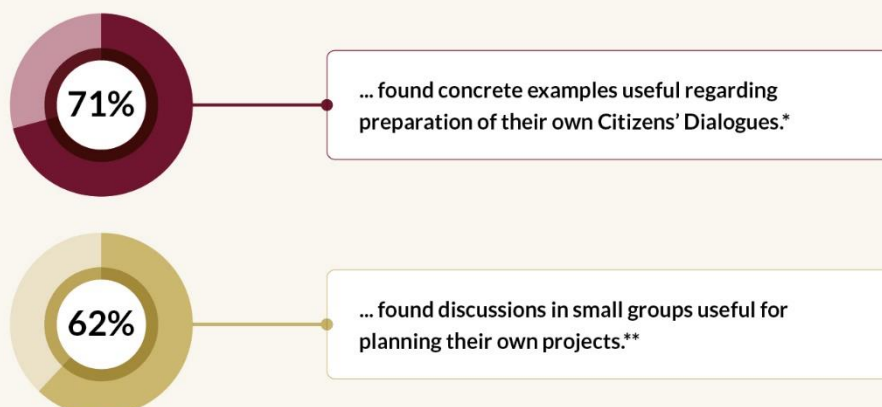 71%
... found concrete examples useful regarding
preparation of their own Citizens' Dialogues.*
62%
... found discussions in small groups useful for
planning their own projects.**